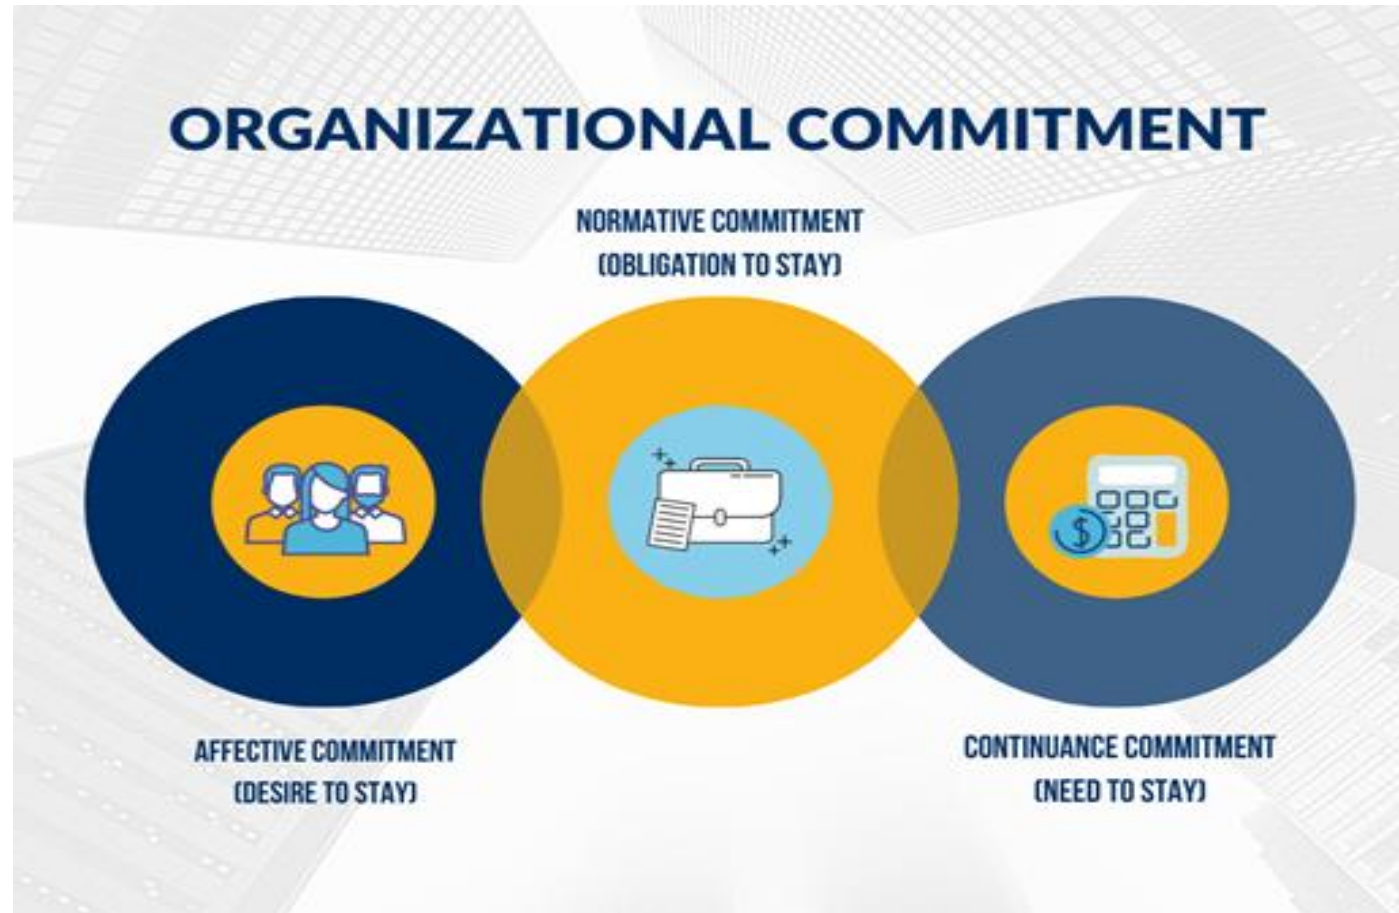 ORGANIZATIONAL COMMITMENT
NORMATIVE COMMITMENT
(OBLIGATION TO STAY)
$
AFFECTIVE COMMITMENT
(DESIRE TO STAY)
CONTINUANCE COMMITMENT
(NEED TO STAY)